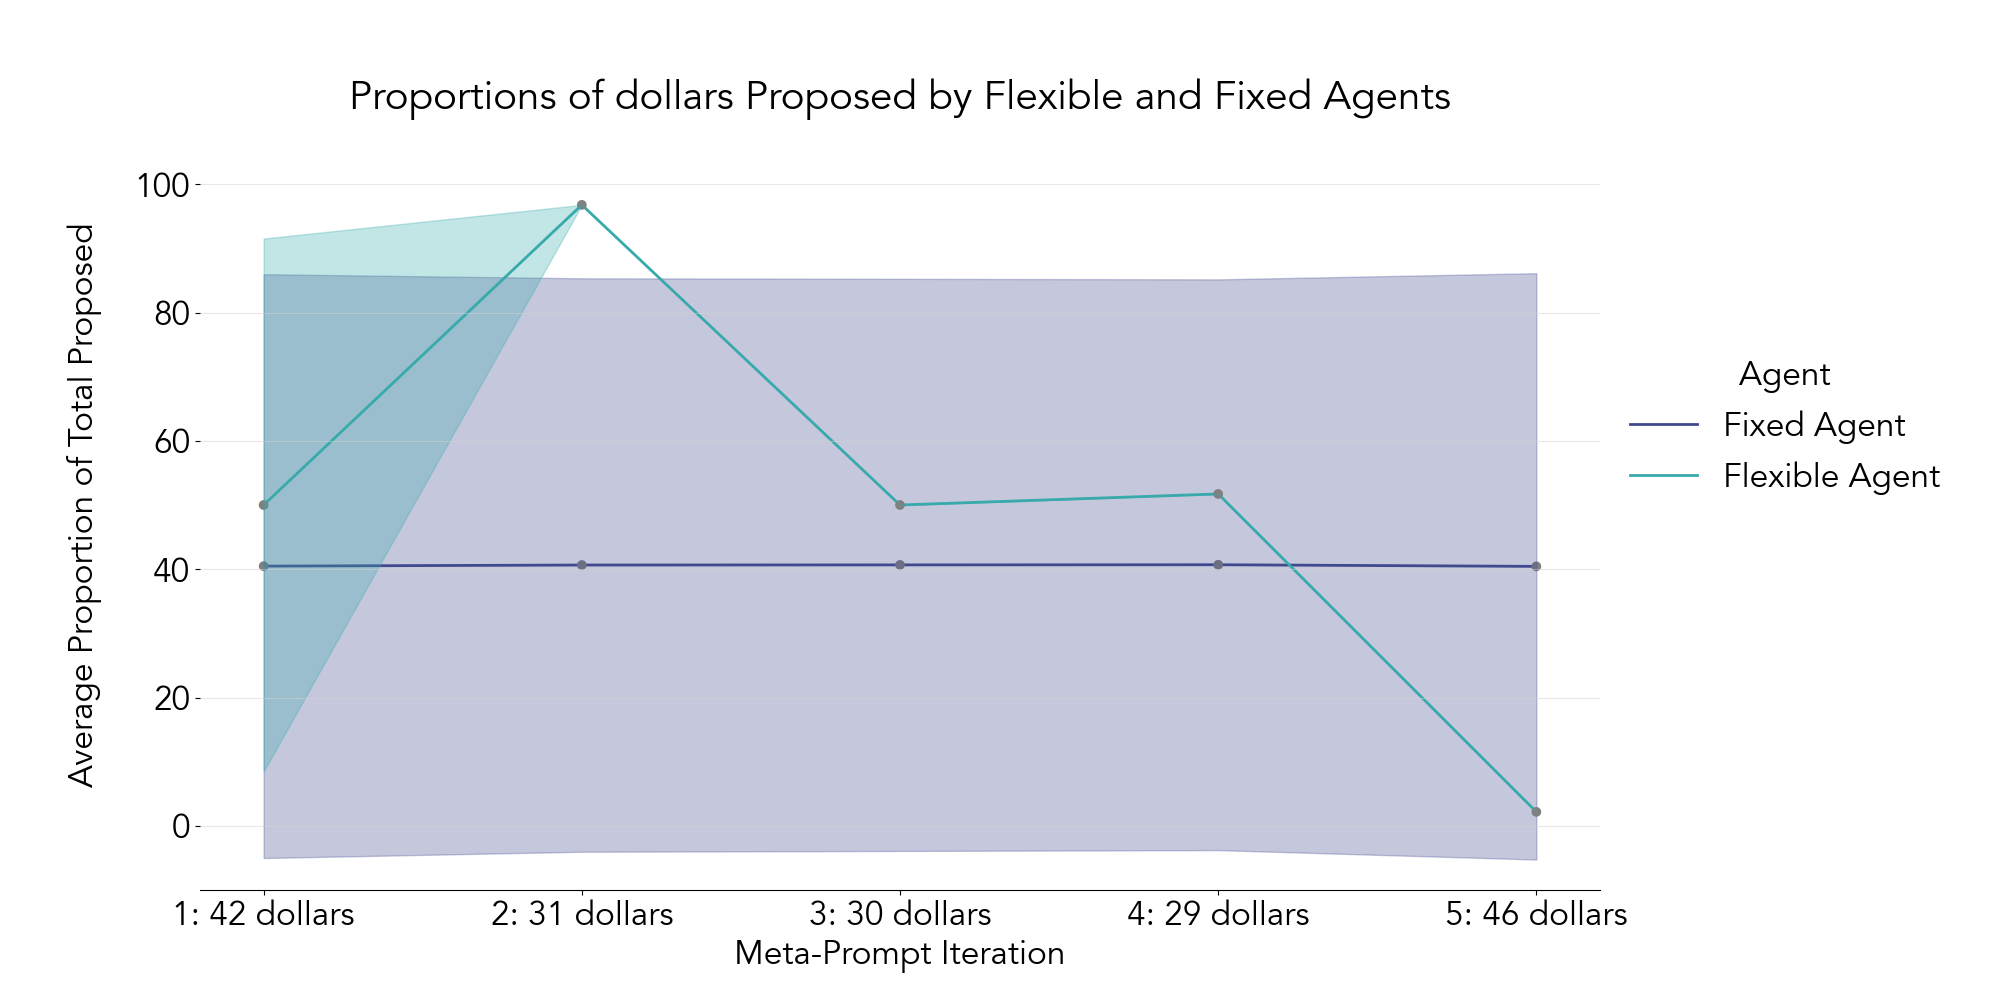 Proportions of dollars Proposed by Flexible and Fixed Agents
Average Proportion of Total Proposed
100
80
60
40
20
0
1: 42 dollars
2: 31 dollars
3: 30 dollars
4: 29 dollars
5: 46 dollars
Meta-Prompt Iteration
Agent
Fixed Agent
Flexible Agent